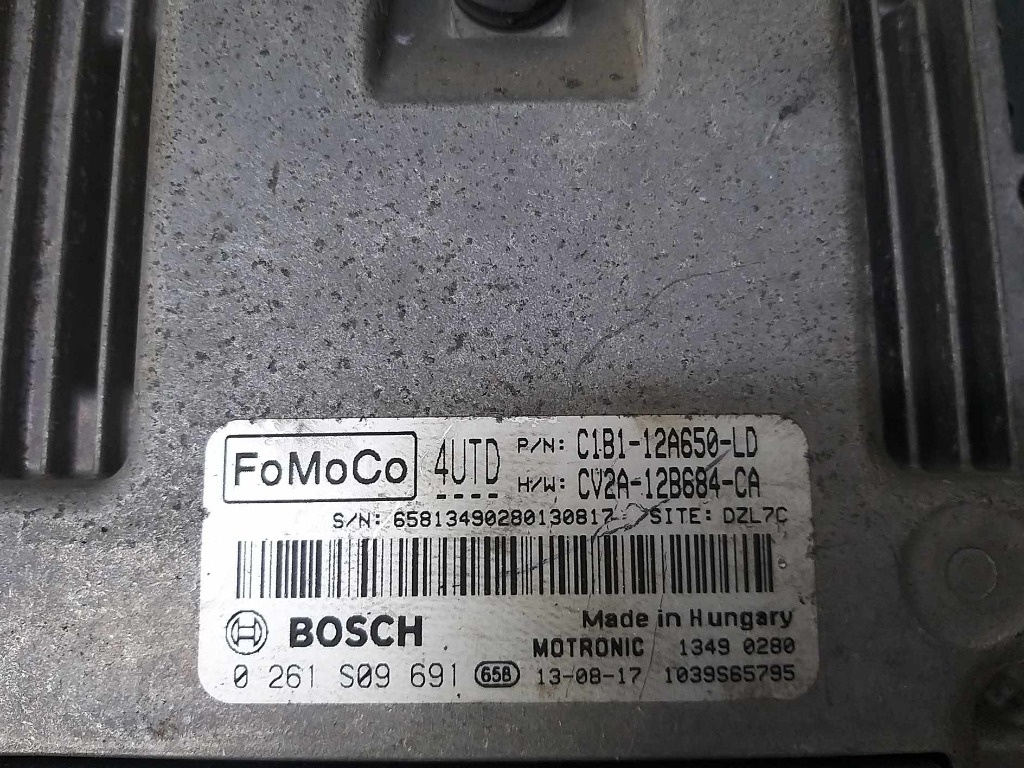 FoMoCo 4UTD P/N: C1B1-12A650-LD
H/W: CV2A-12B684-CA
S/N: 65813490280130817 SITE: DZL7C
BOSCH Made in Hungary
MOTRONIC 1349 0280
0 261 S09 691 658 13-08-17 1039S65795